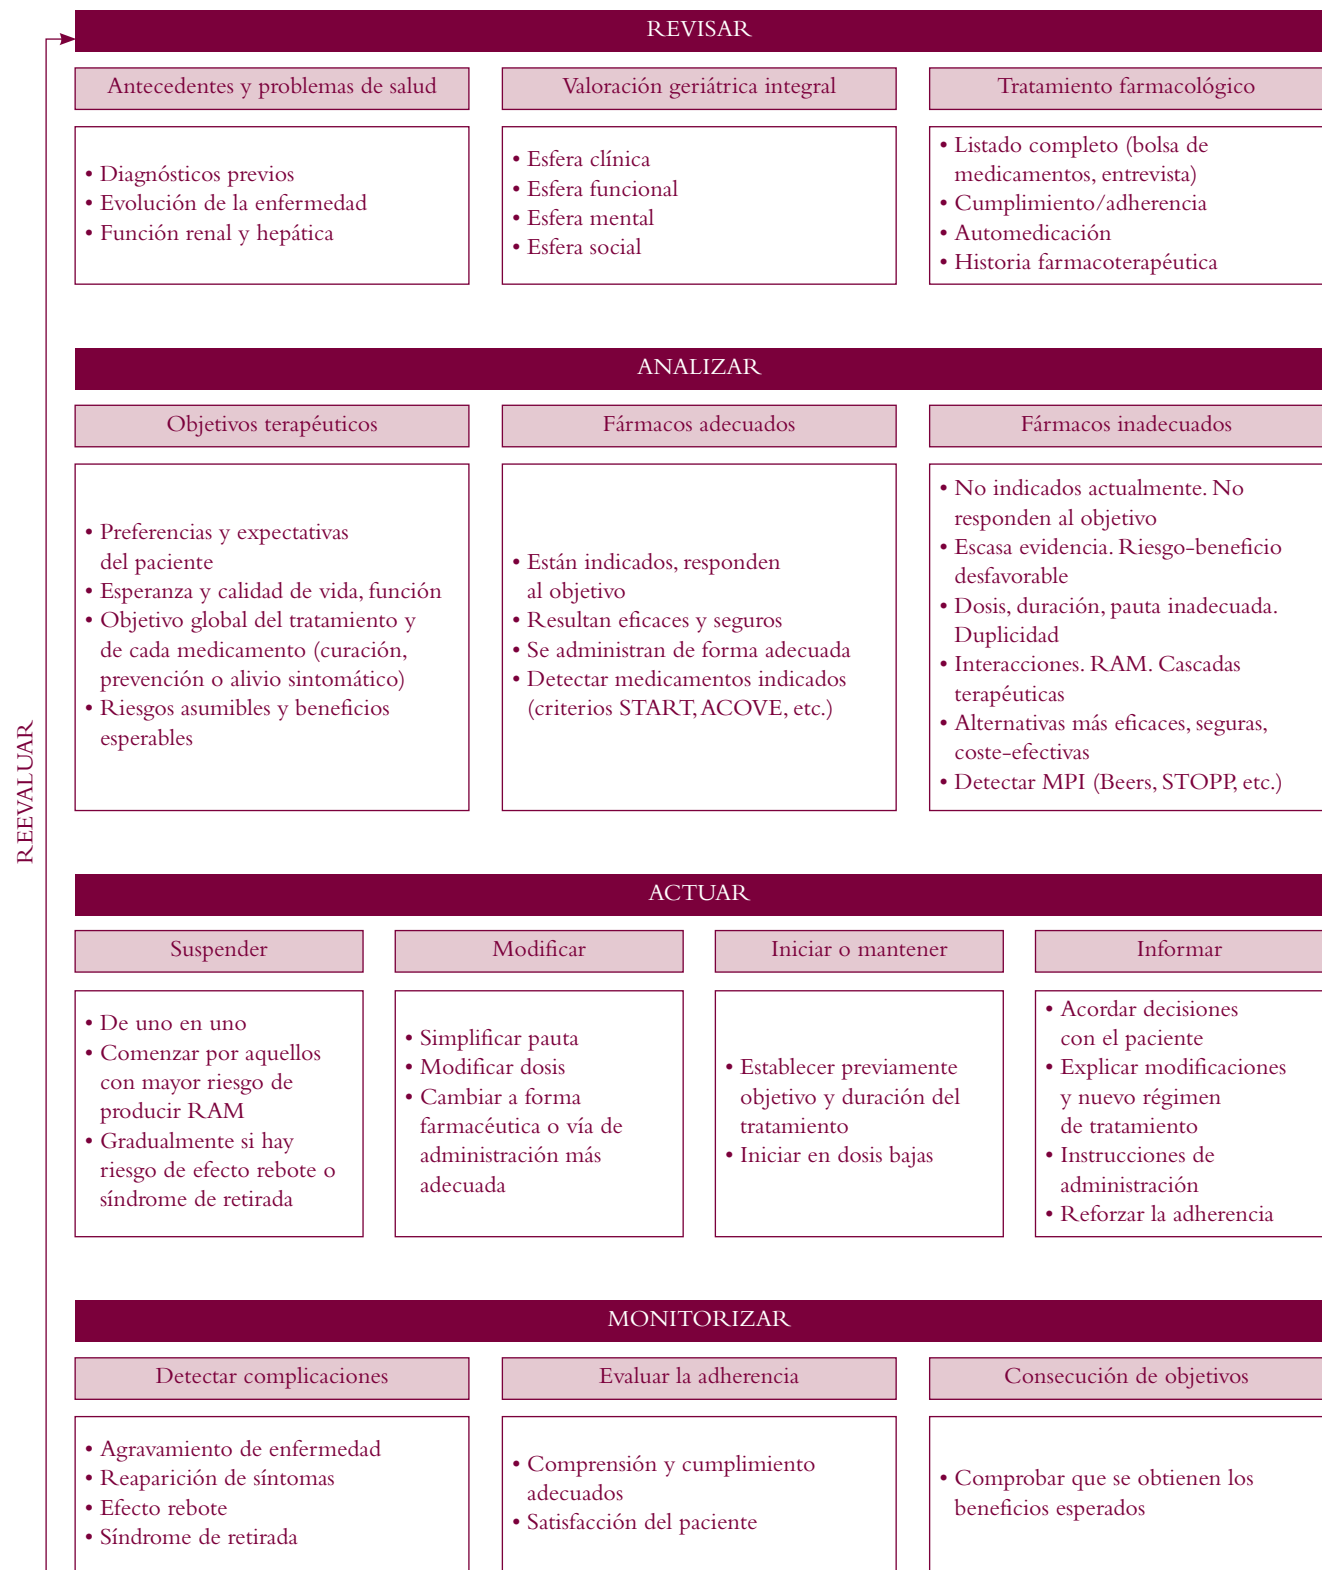 REVISAR
Antecedentes y problemas de salud
• Diagnósticos previos
• Evolución de la enfermedad
• Función renal y hepática
Valoración geriátrica integral
• Esfera clínica
• Esfera funcional
• Esfera mental
• Esfera social
Tratamiento farmacológico
• Listado completo (bolsa de
medicamentos, entrevista)
• Cumplimiento/adherencia
• Automedicación
• Historia farmacoterapéutica
ANALIZAR
Objetivos terapéuticos
• Preferencias y expectativas
del paciente
• Esperanza y calidad de vida, función
• Objetivo global del tratamiento y
de cada medicamento (curación,
prevención o alivio sintomático)
• Riesgos asumibles y beneficios
esperables
Fármacos adecuados
• Están indicados, responden
al objetivo
• Resultan eficaces y seguros
• Se administran de forma adecuada
• Detectar medicamentos indicados
(criterios START, ACOVE, etc.)
Fármacos inadecuados
• No indicados actualmente. No
responden al objetivo
• Escasa evidencia. Riesgo-beneficio
desfavorable
• Dosis, duración, pauta inadecuada.
Duplicidad
• Interacciones. RAM. Cascadas
terapéuticas
• Alternativas más eficaces, seguras,
coste-efectivas
• Detectar MPI (Beers, STOPP, etc.)
REEVALUAR
ACTUAR
Suspender
• De uno en uno
• Comenzar por aquellos
con mayor riesgo de
producir RAM
• Gradualmente si hay
riesgo de efecto rebote o
síndrome de retirada
Modificar
• Simplificar pauta
• Modificar dosis
• Cambiar a forma
farmacéutica o vía de
administración más
adecuada
Iniciar o mantener
• Establecer previamente
objetivo y duración del
tratamiento
• Iniciar en dosis bajas
Informar
• Acordar decisiones
con el paciente
• Explicar modificaciones
y nuevo régimen
de tratamiento
• Instrucciones de
administración
• Reforzar la adherencia
MONITORIZAR
Detectar complicaciones
• Agravamiento de enfermedad
• Reaparición de síntomas
• Efecto rebote
• Síndrome de retirada
Evaluar la adherencia
• Comprensión y cumplimiento
adecuados
• Satisfacción del paciente
Consecución de objetivos
• Comprobar que se obtienen los
beneficios esperados